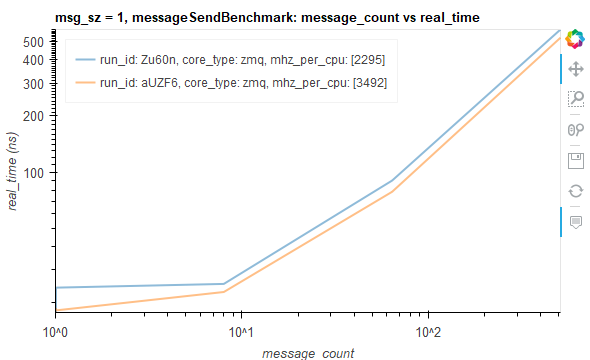 msg_sz = 1, messageSendBenchmark: message_count vs real_time
run_id: Zu60n, core_type: zmq, mhz_per_cpu: [2295]
run_id: aUZF6, core_type: zmq, mhz_per_cpu: [3492]
500
400
300
200
100
real_time (ns)
10^0
10^1
10^2
message_count